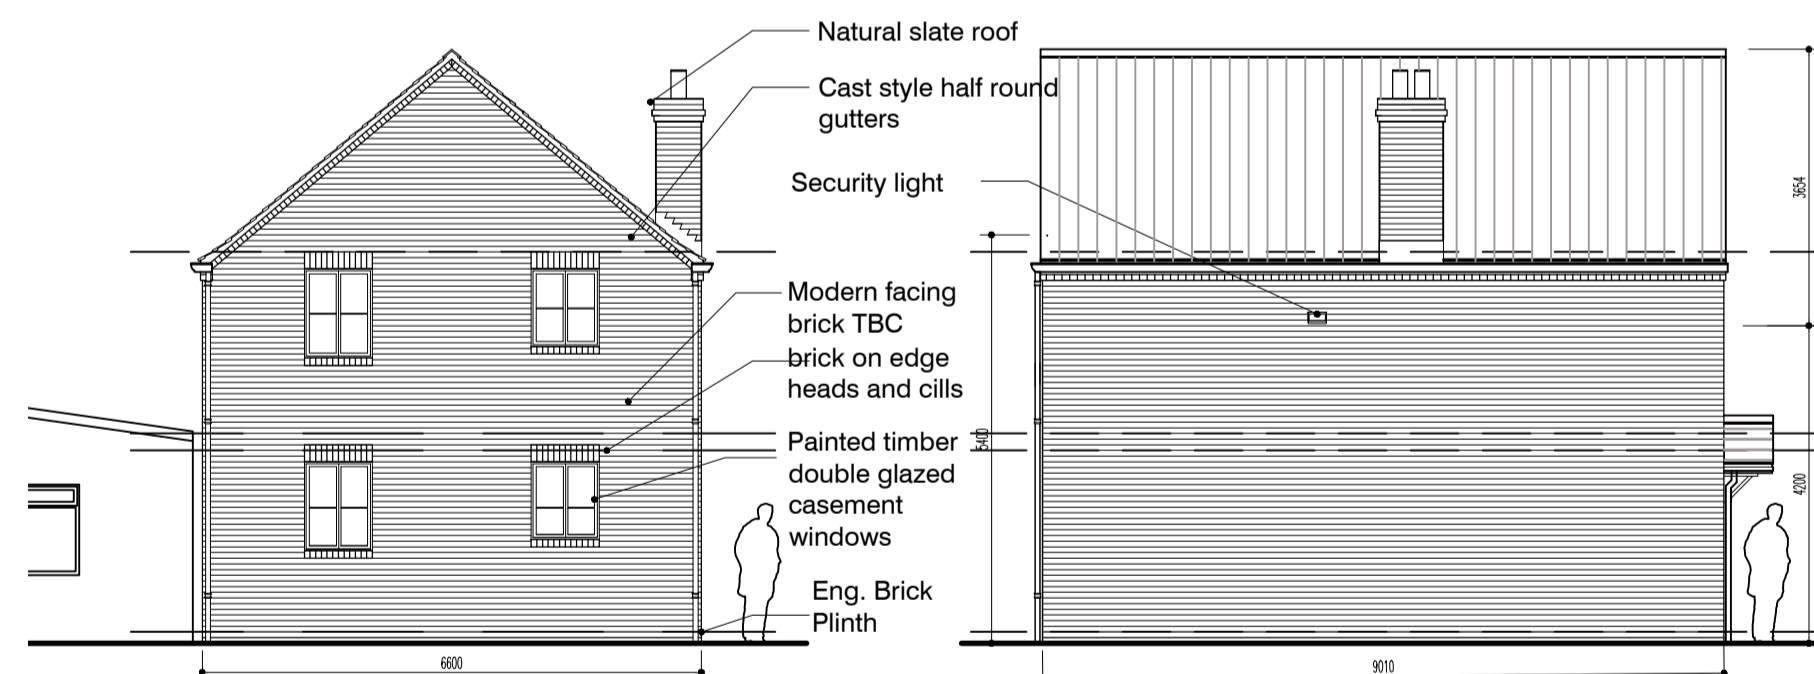 Natural slate roof
Cast style half round
gutters
Security light
Modern facing
brick TBC
brick on edge
heads and cills
Painted timber
double glazed
casement
windows
Eng. Brick
Plinth
6600
5400
3654
4200
9010